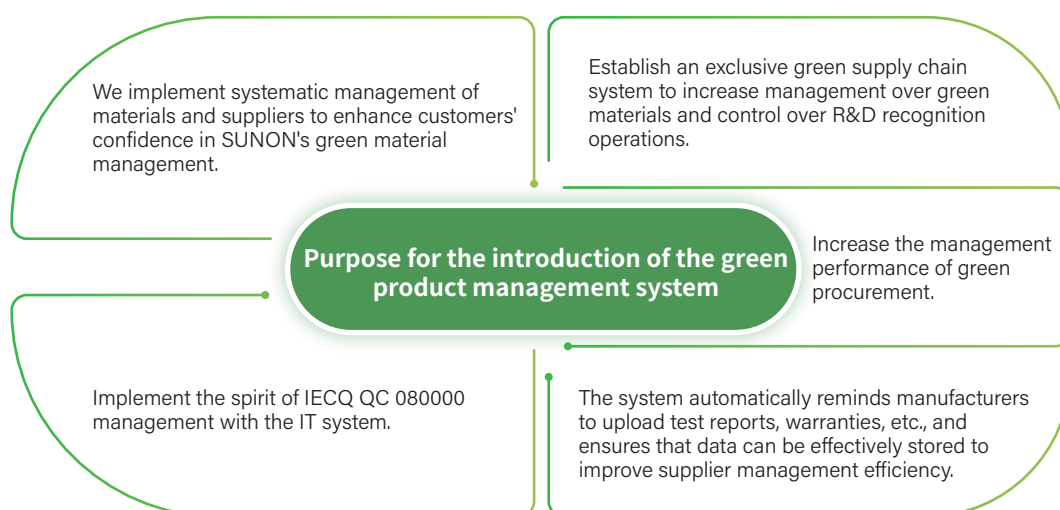 We implement systematic management of
materials and suppliers to enhance customers'
confidence in SUNON's green material
management.
Establish an exclusive green supply chain
system to increase management over green
materials and control over R&D recognition
operations.
Purpose for the introduction of the green
product management system
Increase the management
performance of green
procurement.
Implement the spirit of IECQ QC 080000
management with the IT system.
The system automatically reminds manufacturers
to upload test reports, warranties, etc., and
ensures that data can be effectively stored to
improve supplier management efficiency.